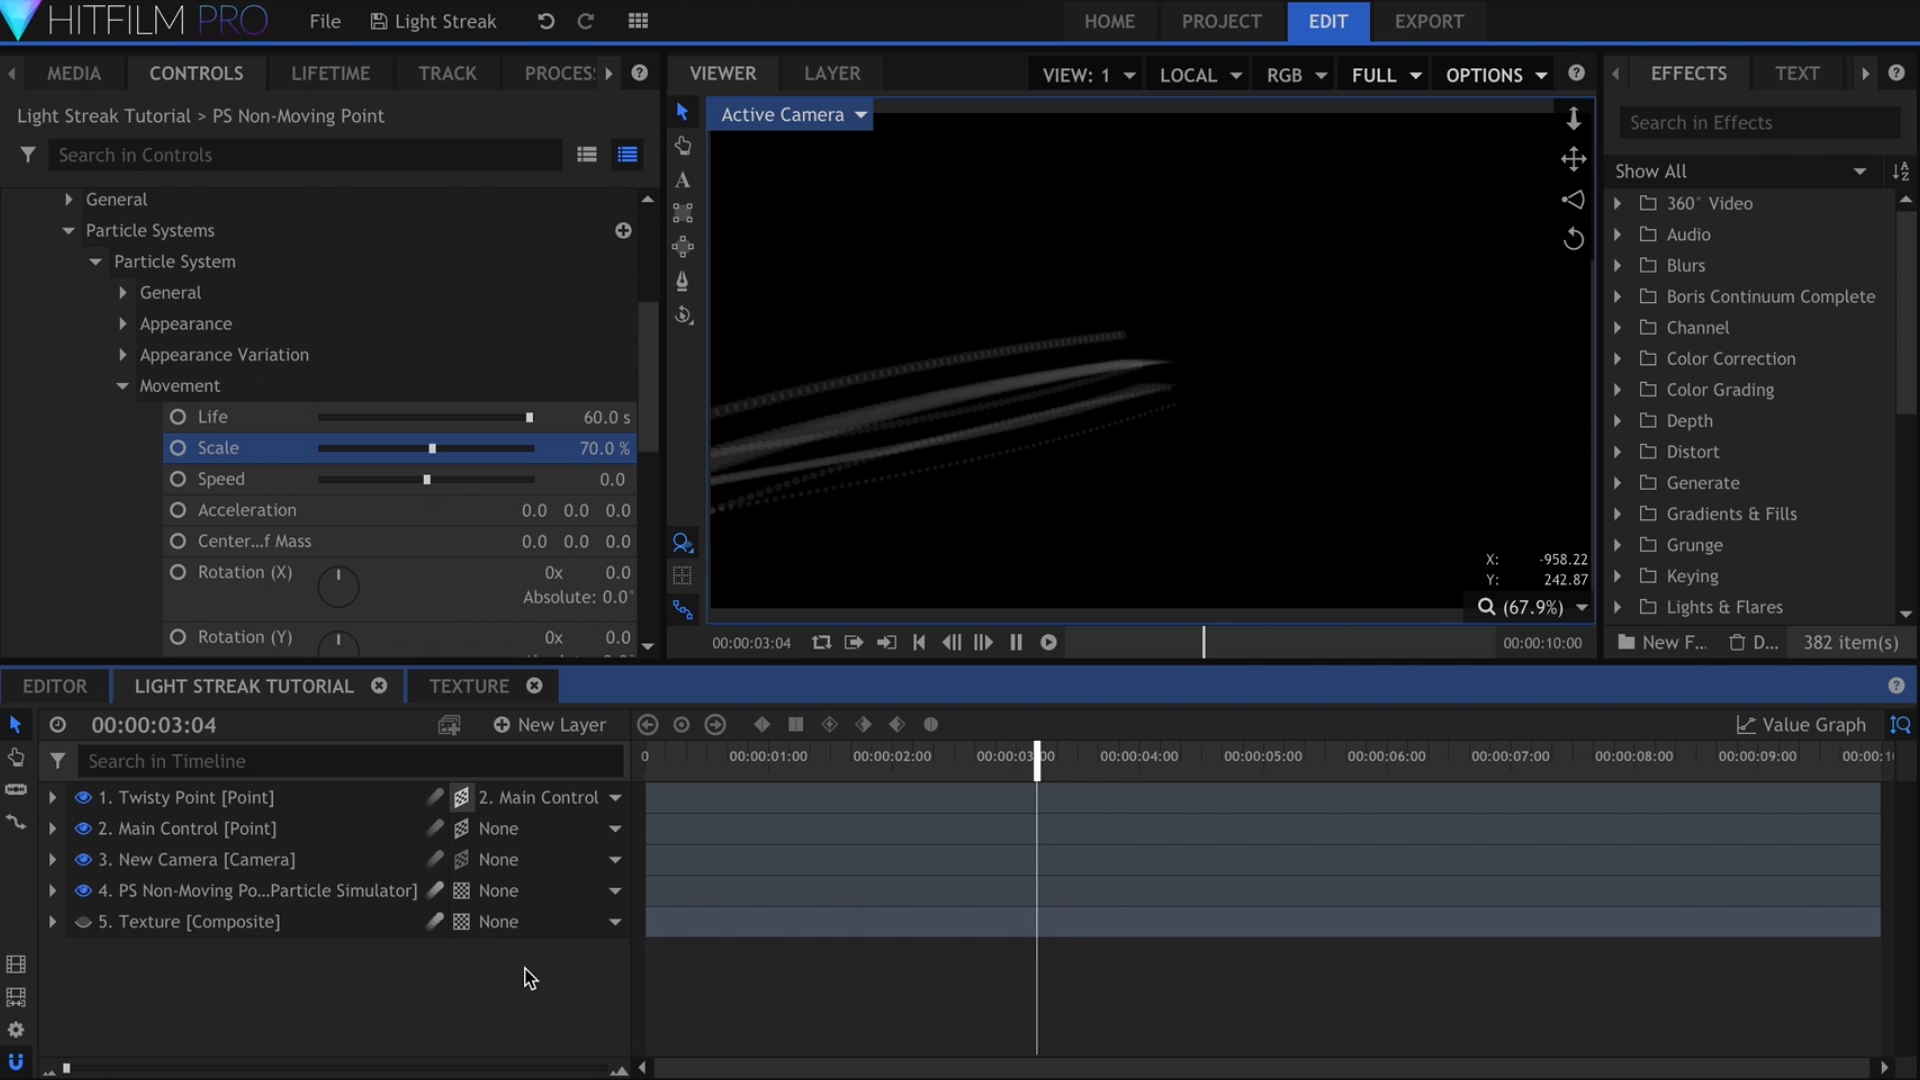 HITFILM PRO File Light Streak HOME PROJECT EDIT EXPORT
MEDIA CONTROLS LIFETIME TRACK PROCES
Light Streak Tutorial > PS Non-Moving Point
Search in Controls
General
Particle Systems
Particle System
General
Appearance
Appearance Variation
Movement
Life 60.0 s
Scale 70.0 %
Speed 0.0
Acceleration 0.0 0.0 0.0
Center...f Mass 0.0 0.0 0.0
Rotation (X) 0x 0.0
Absolute: 0.0°
Rotation (Y) 0x 0.0
VIEWER LAYER VIEW: 1 LOCAL RGB FULL OPTIONS
Active Camera
X: -958.22
Y: 242.87
(67.9%)
00:00:03:04 00:00:10:00
EFFECTS TEXT
Search in Effects
Show All
360° Video
Audio
Blurs
Boris Continuum Complete
Channel
Color Correction
Color Grading
Depth
Distort
Generate
Gradients & Fills
Grunge
Keying
Lights & Flares
New F... D... 382 item(s)
EDITOR LIGHT STREAK TUTORIAL TEXTURE
00:00:03:04 New Layer Value Graph
Search in Timeline
0 00:00:01:00 00:00:02:00 00:00:03:00 00:00:04:00 00:00:05:00 00:00:06:00 00:00:07:00 00:00:08:00 00:00:09:00 00:00:1
1. Twisty Point [Point] 2. Main Control
2. Main Control [Point] None
3. New Camera [Camera] None
4. PS Non-Moving Po...Particle Simulator] None
5. Texture [Composite] None